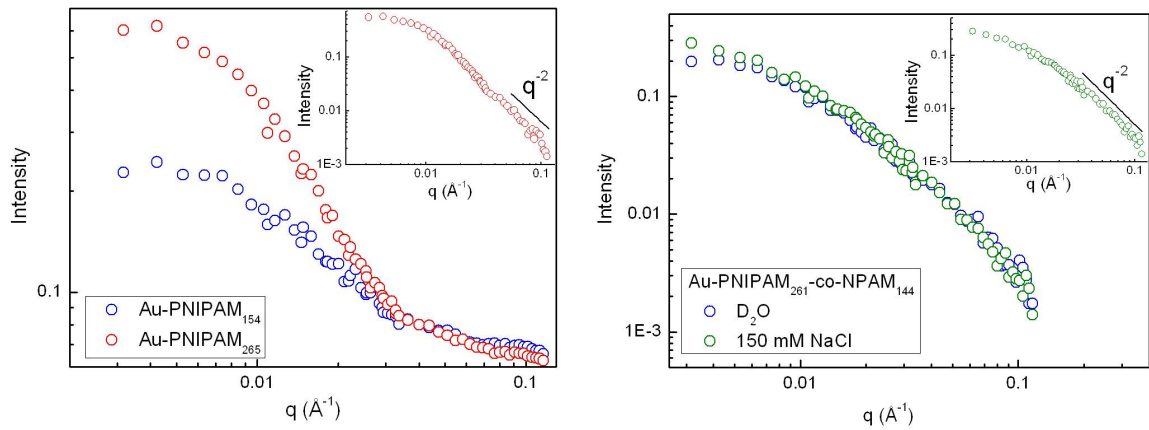 Intensity
0.1
0.01
0.1
q (Å⁻¹)
Au-PNIPAM₁₅₄
Au-PNIPAM₂₆₅
Intensity
0.1
0.01
1E-3
0.01
0.1
q (Å⁻¹)
q⁻²
Intensity
0.1
0.01
1E-3
0.01
0.1
q (Å⁻¹)
Au-PNIPAM₂₆₁-co-NPAM₁₄₄
D₂O
150 mM NaCl
Intensity
0.1
0.01
1E-3
0.01
0.1
q (Å⁻¹)
q⁻²